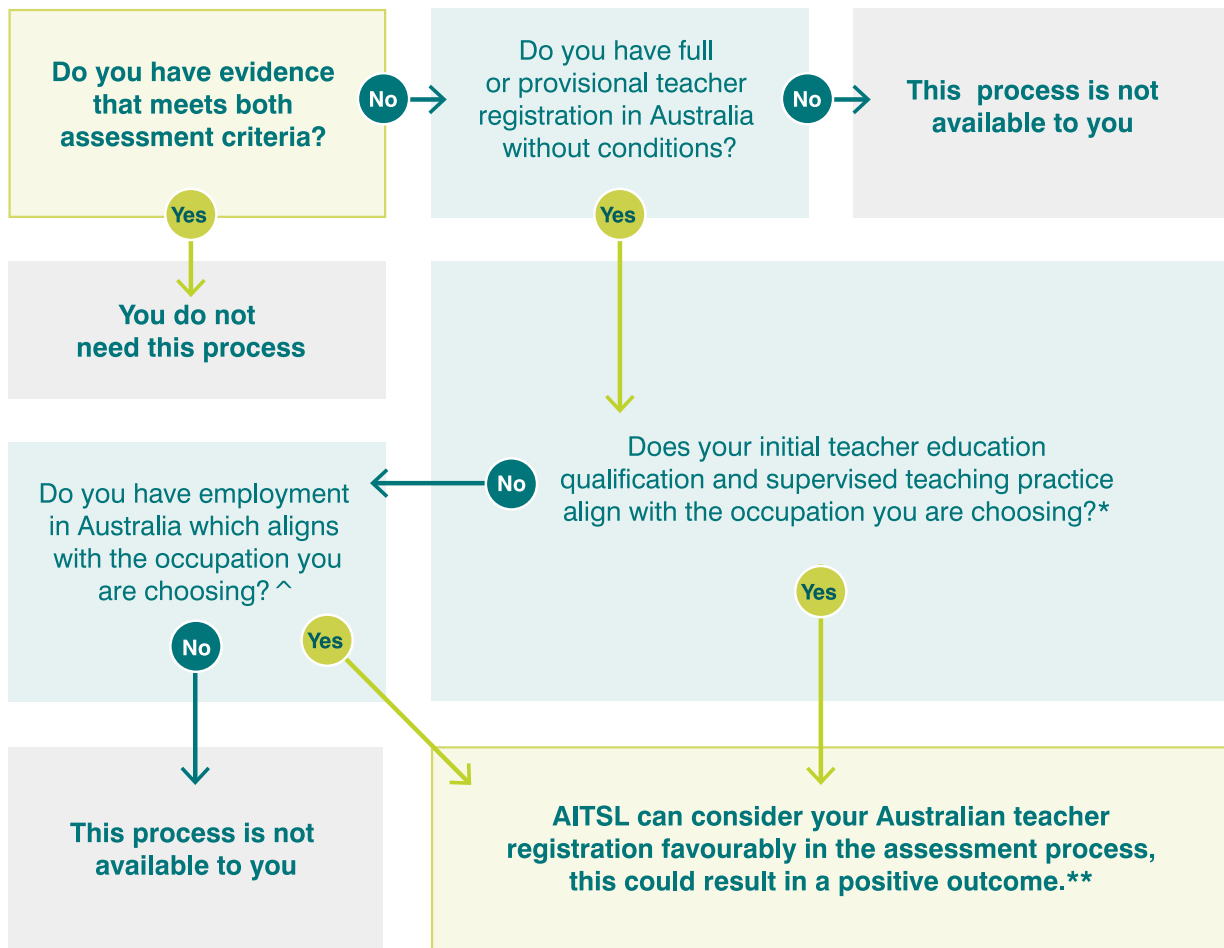 Do you have evidence
that meets both
assessment criteria?
No
Do you have full
or provisional teacher
registration in Australia
without conditions?
No
This process is not
available to you
Yes
Yes
You do not
need this process
Does your initial teacher education
qualification and supervised teaching practice
align with the occupation you are choosing?*
No
Do you have employment
in Australia which aligns
with the occupation you
are choosing? ^
Yes
No
Yes
This process is not
available to you
AITSL can consider your Australian teacher
registration favourably in the assessment process,
this could result in a positive outcome.**